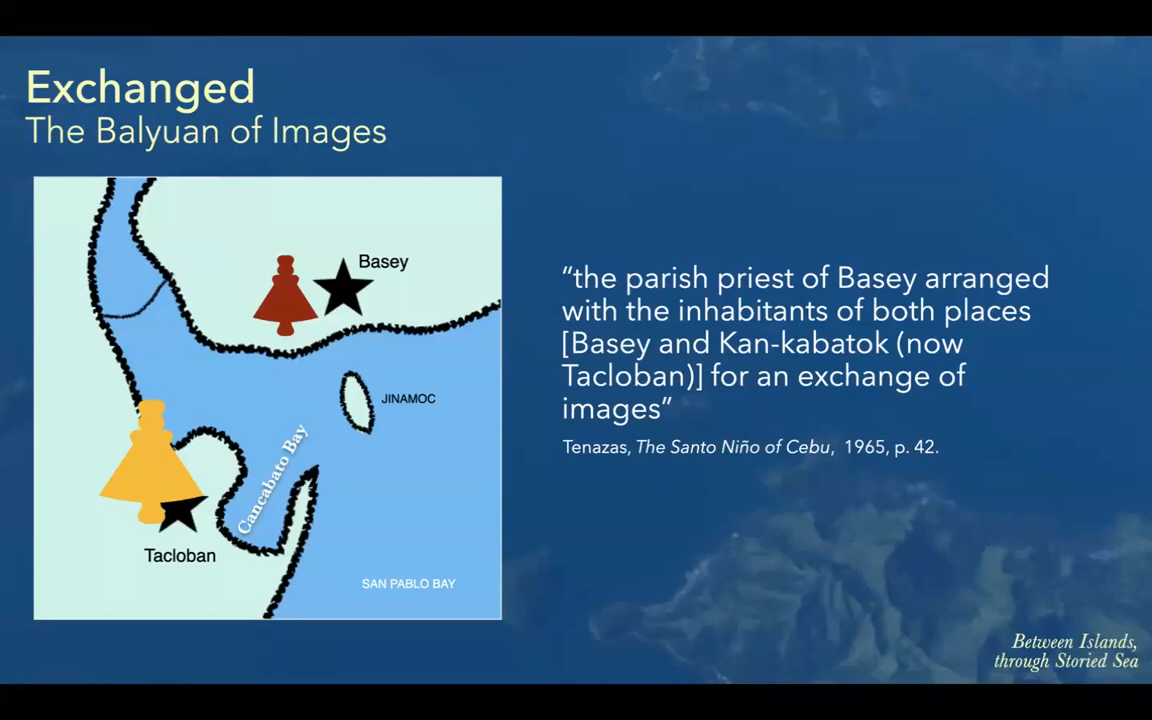 Exchanged
The Balyuan of Images
Basey
JINAMOC
Cancabato Bay
Tacloban
SAN PABLO BAY
“the parish priest of Basey arranged
with the inhabitants of both places
[Basey and Kan-kabatok (now
Tacloban)] for an exchange of
images”
Tenazas, The Santo Niño of Cebu, 1965, p. 42.
Between Islands,
through Storied Sea